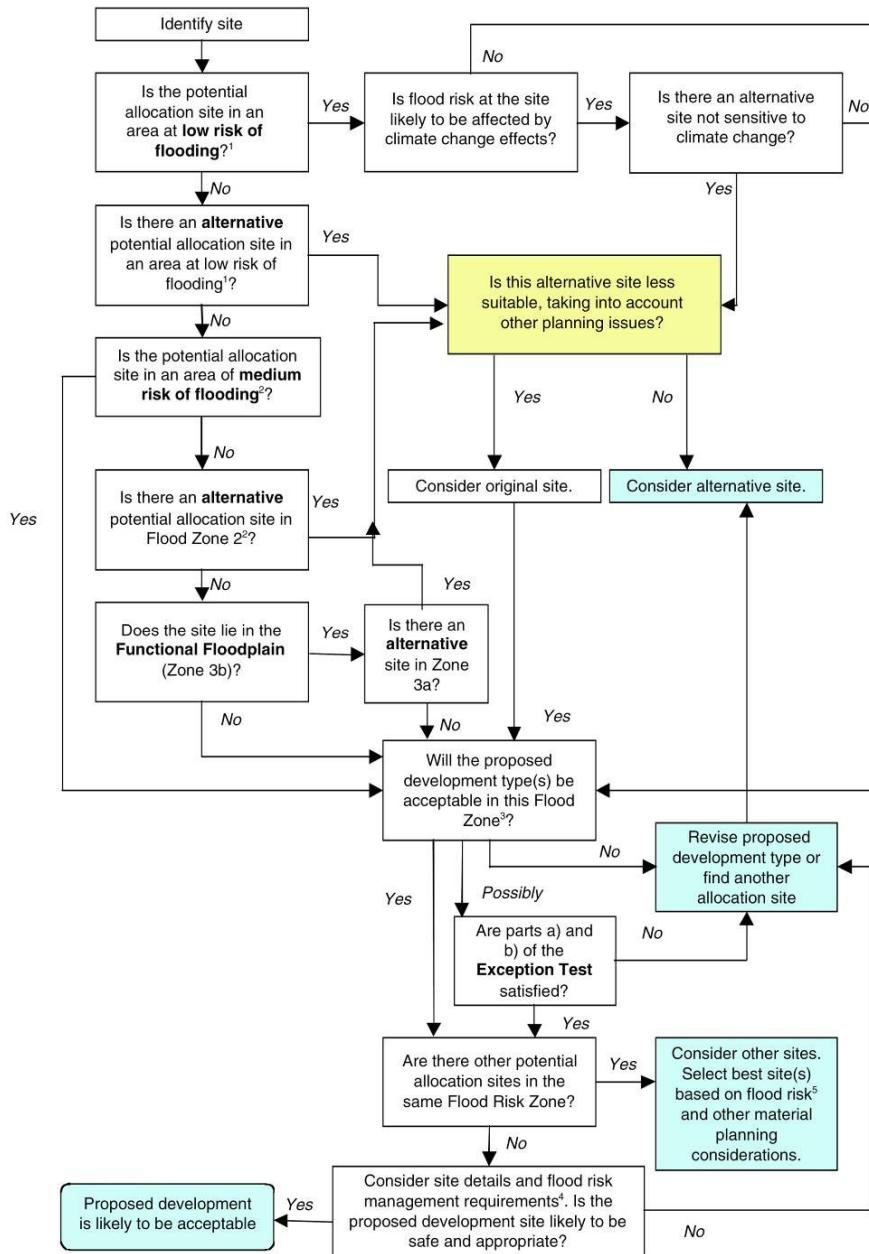 Identify site
No
Is the potential
allocation site in an
area at low risk of
flooding?¹
Yes
Is flood risk at the site
likely to be affected by
climate change effects?
Yes
Is there an alternative
site not sensitive to
climate change?
No
No
Yes
Is there an alternative
potential allocation site in
an area at low risk of
flooding¹?
Yes
Is this alternative site less
suitable, taking into account
other planning issues?
No
Is the potential allocation
site in an area of medium
risk of flooding²?
Yes
No
No
Consider original site.
Consider alternative site.
Yes
Is there an alternative
potential allocation site in
Flood Zone 2²?
Yes
No
Yes
Does the site lie in the
Functional Floodplain
(Zone 3b)?
Yes
Is there an
alternative
site in Zone
3a?
No
No
Yes
Will the proposed
development type(s) be
acceptable in this Flood
Zone³?
No
Revise proposed
development type or
find another
allocation site
Yes
Possibly
Are parts a) and
b) of the
Exception Test
satisfied?
No
Yes
Are there other potential
allocation sites in the
same Flood Risk Zone?
Yes
Consider other sites.
Select best site(s)
based on flood risk⁵
and other material
planning
considerations.
No
Proposed development
is likely to be acceptable
Yes
Consider site details and flood risk
management requirements⁴. Is the
proposed development site likely to be
safe and appropriate?
No